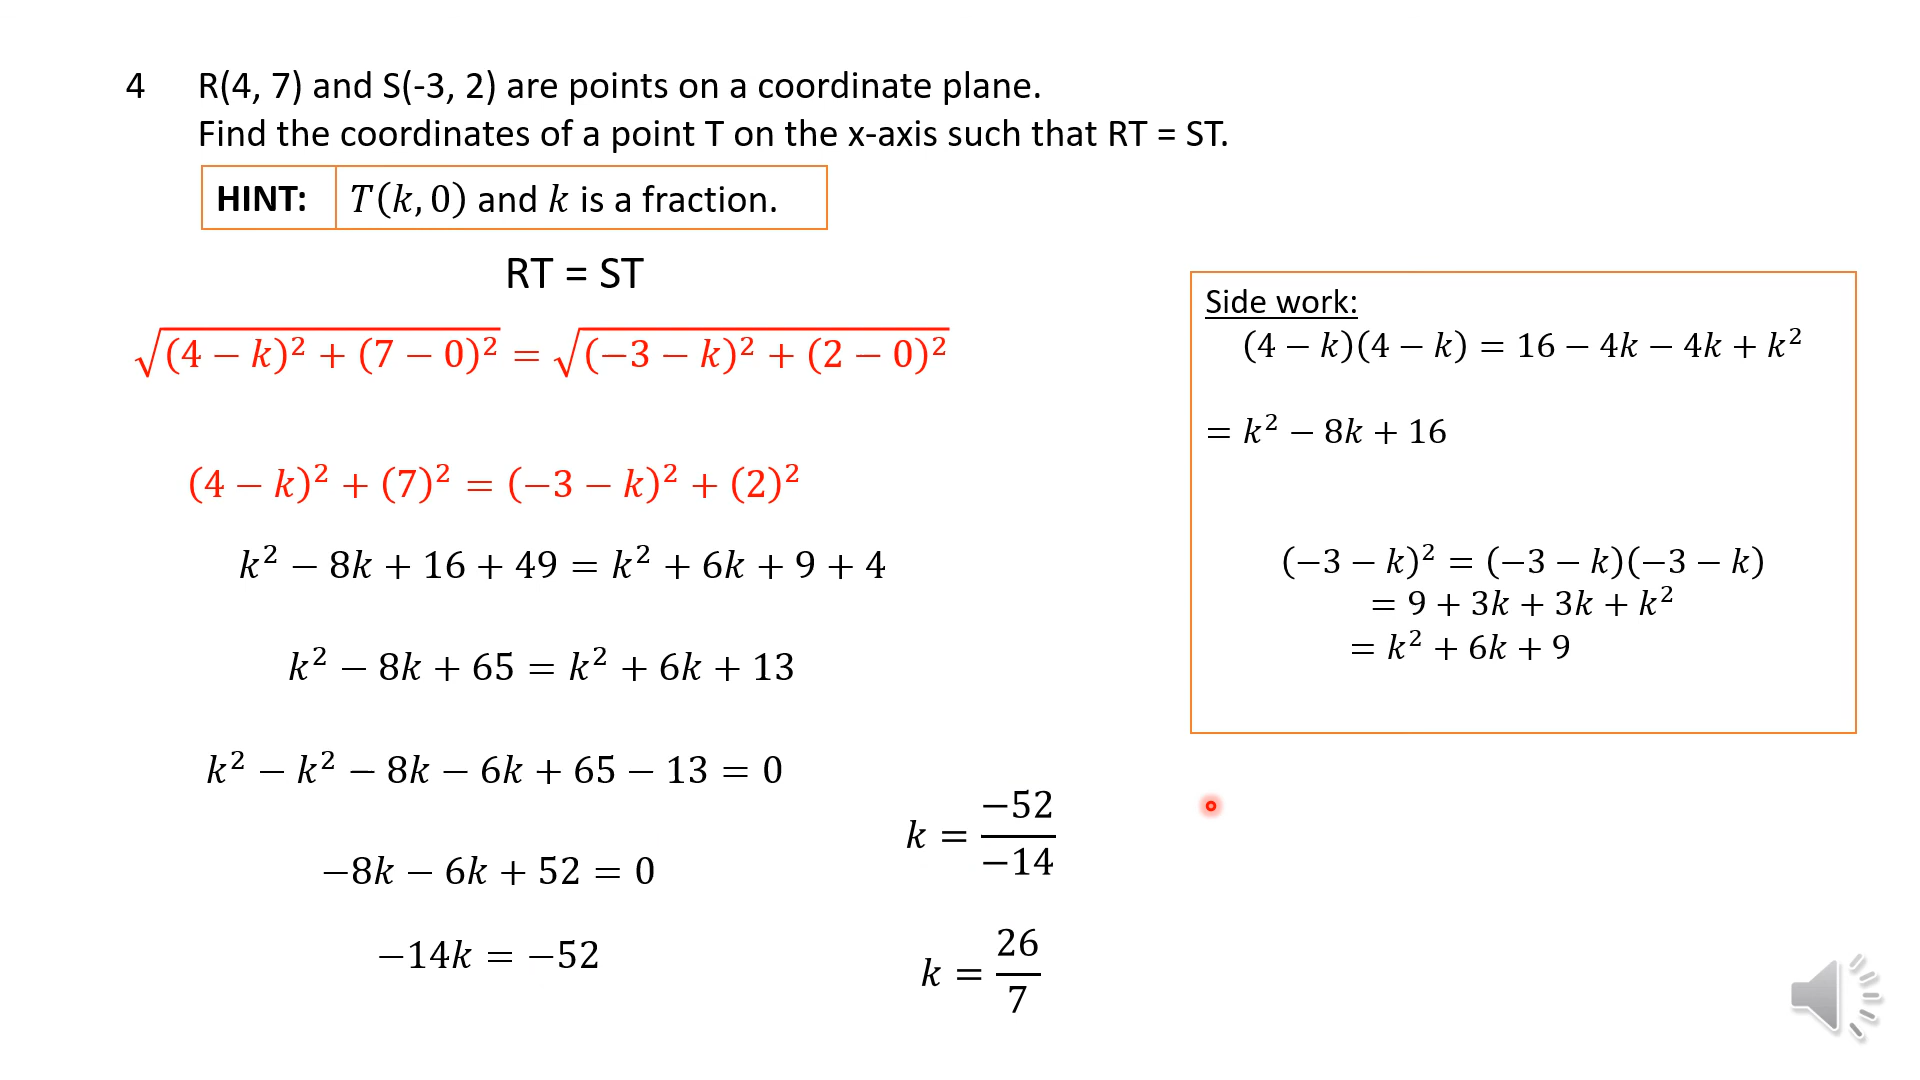 4 R(4, 7) and S(-3, 2) are points on a coordinate plane.
Find the coordinates of a point T on the x-axis such that RT = ST.
HINT: T(k, 0) and k is a fraction.
RT = ST
√((4 − k)² + (7 − 0)²) = √((−3 − k)² + (2 − 0)²)
(4 − k)² + (7)² = (−3 − k)² + (2)²
k² − 8k + 16 + 49 = k² + 6k + 9 + 4
k² − 8k + 65 = k² + 6k + 13
k² − k² − 8k − 6k + 65 − 13 = 0
−8k − 6k + 52 = 0
−14k = −52
k = −52/−14
k = 26/7
Side work:
(4 − k)(4 − k) = 16 − 4k − 4k + k²
= k² − 8k + 16
(−3 − k)² = (−3 − k)(−3 − k)
= 9 + 3k + 3k + k²
= k² + 6k + 9